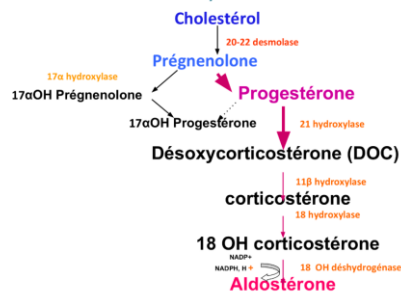 Cholestérol
20-22 desmolase
Prégnenolone
17α hydroxylase
17αOH Prégnenolone
Progestérone
17αOH Progestérone
21 hydroxylase
Désoxycorticostérone (DOC)
11β hydroxylase
corticostérone
18 hydroxylase
18 OH corticostérone
NADP+
NADPH, H +
18 OH déshydrogénase
Aldostérone